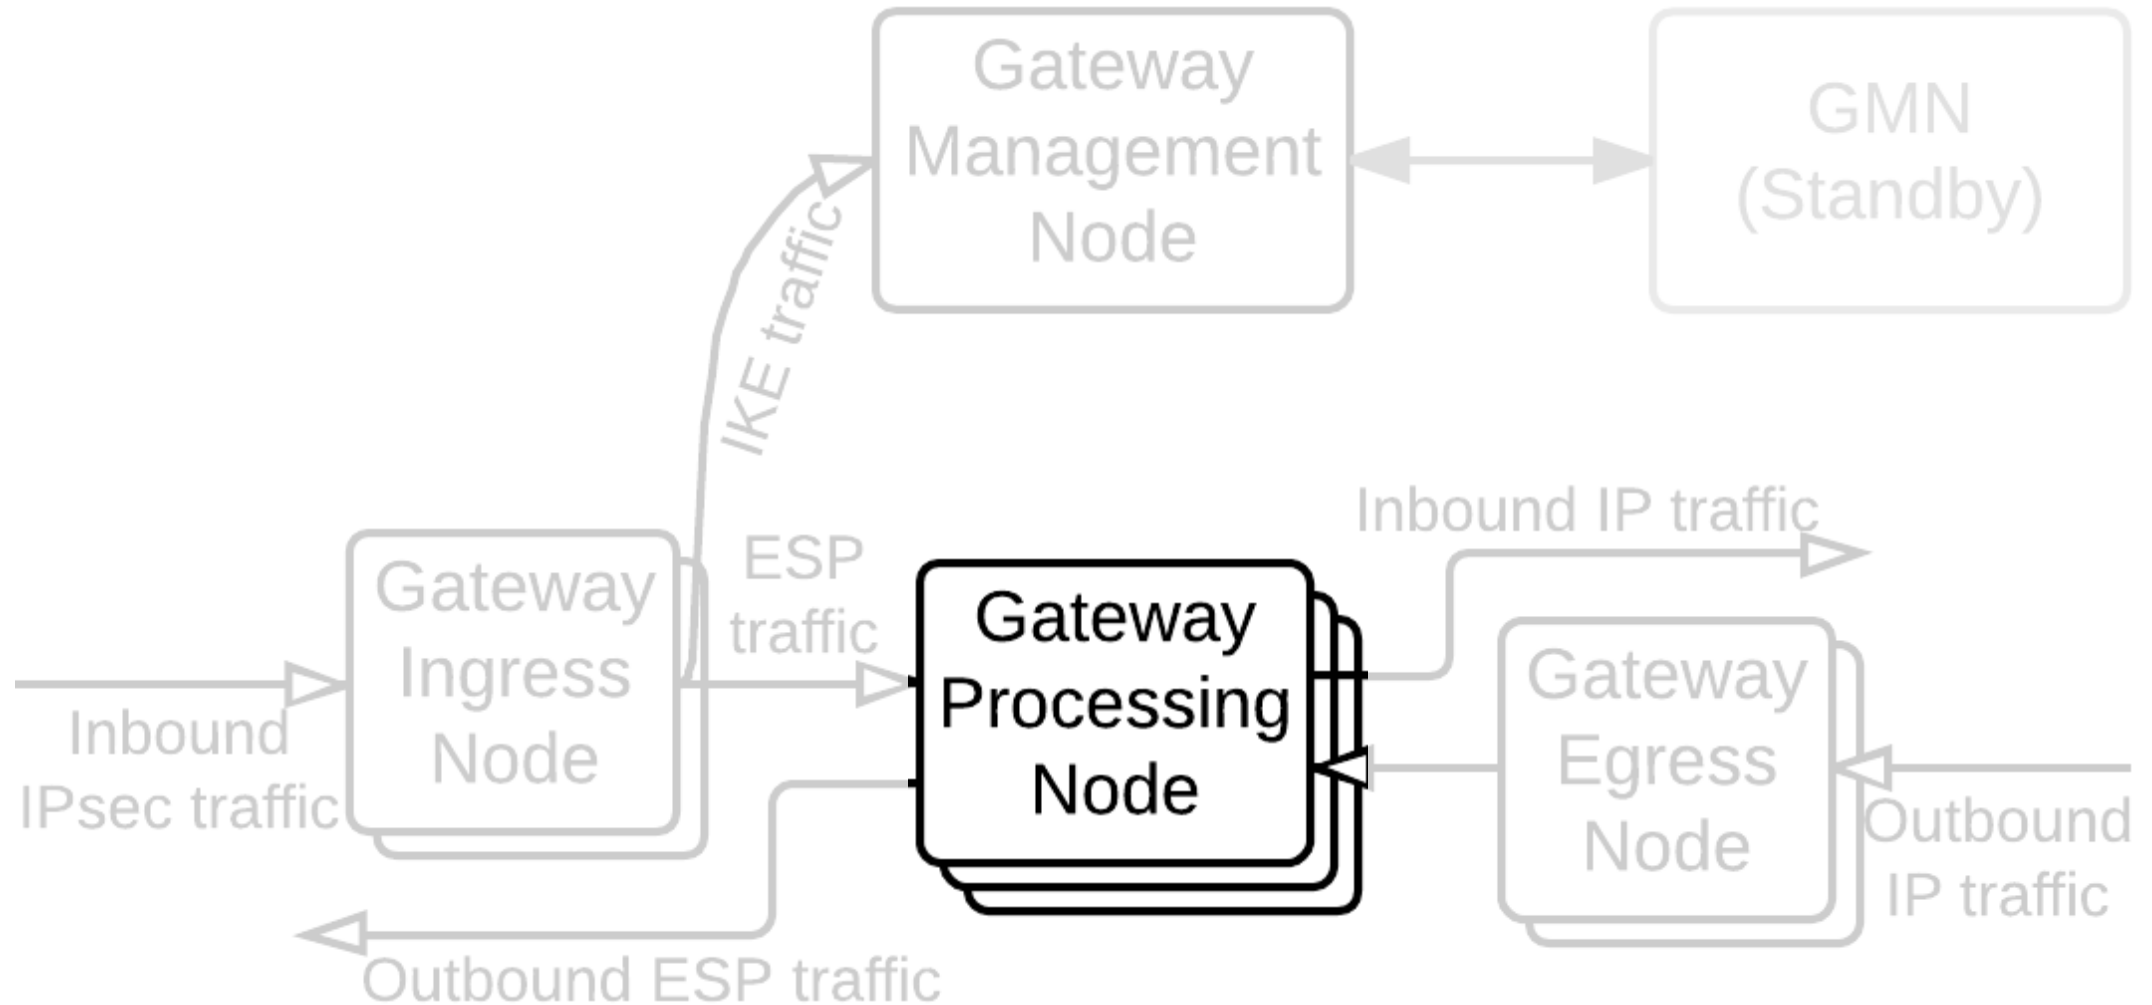 Gateway
Management
Node
GMN
(Standby)
IKE traffic
Inbound IP traffic
Gateway
Ingress
Node
ESP
traffic
Gateway
Processing
Node
Gateway
Egress
Node
Inbound
IPsec traffic
Outbound
IP traffic
Outbound ESP traffic